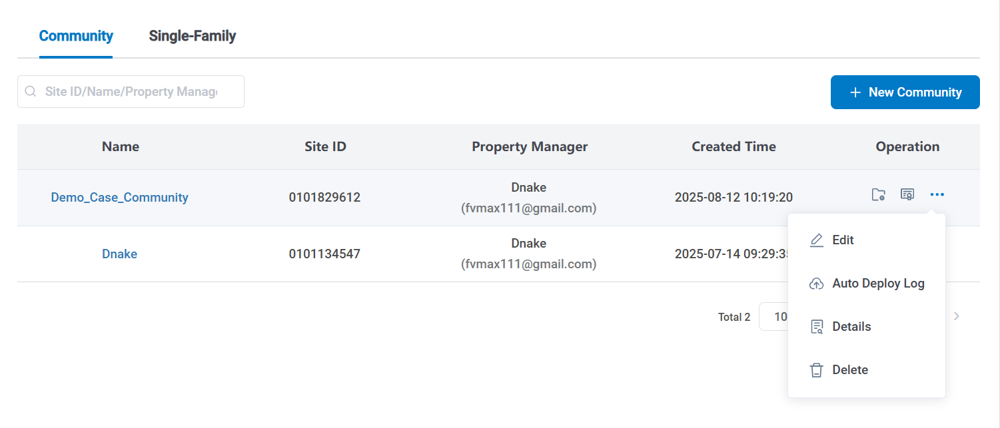 Community Single-Family
Site ID/Name/Property Manag
+ New Community
Name Site ID Property Manager Created Time Operation
Demo_Case_Community 0101829612 Dnake (fvmax111@gmail.com) 2025-08-12 10:19:20
Dnake 0101134547 Dnake (fvmax111@gmail.com) 2025-07-14 09:29:35
Total 2 10
Edit
Auto Deploy Log
Details
Delete